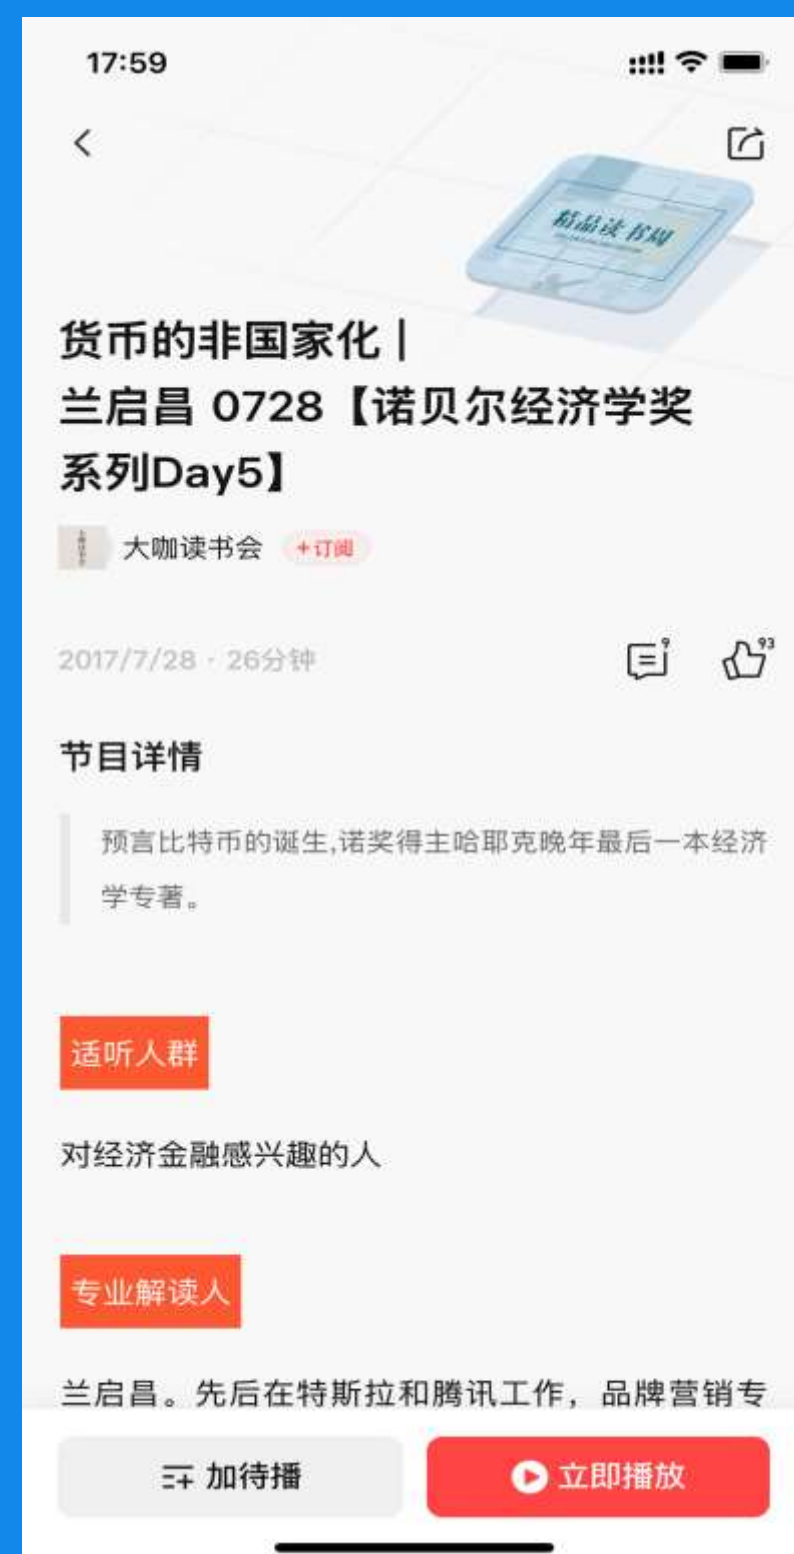 17:59
精品读书周
货币的非国家化 |
兰启昌 0728【诺贝尔经济学奖
系列Day5】
大咖读书会 +订阅
2017/7/28 · 26分钟 9 93
节目详情
预言比特币的诞生,诺奖得主哈耶克晚年最后一本经济
学专著。
适听人群
对经济金融感兴趣的人
专业解读人
兰启昌。先后在特斯拉和腾讯工作，品牌营销专
加待播 立即播放